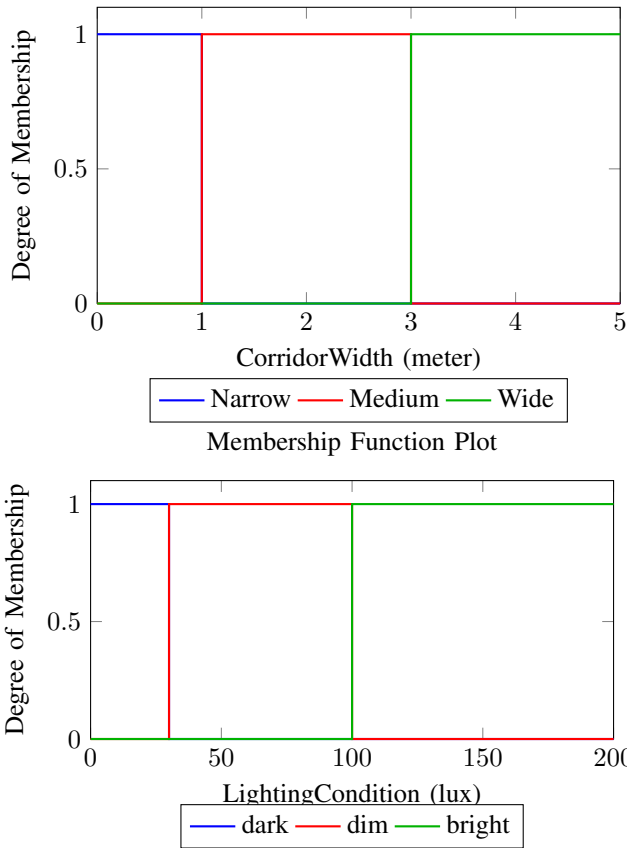 1
0.5
0
Degree of Membership
0 1 2 3 4 5
CorridorWidth (meter)
Narrow Medium Wide
Membership Function Plot
1
0.5
0
Degree of Membership
0 50 100 150 200
LightingCondition (lux)
dark dim bright